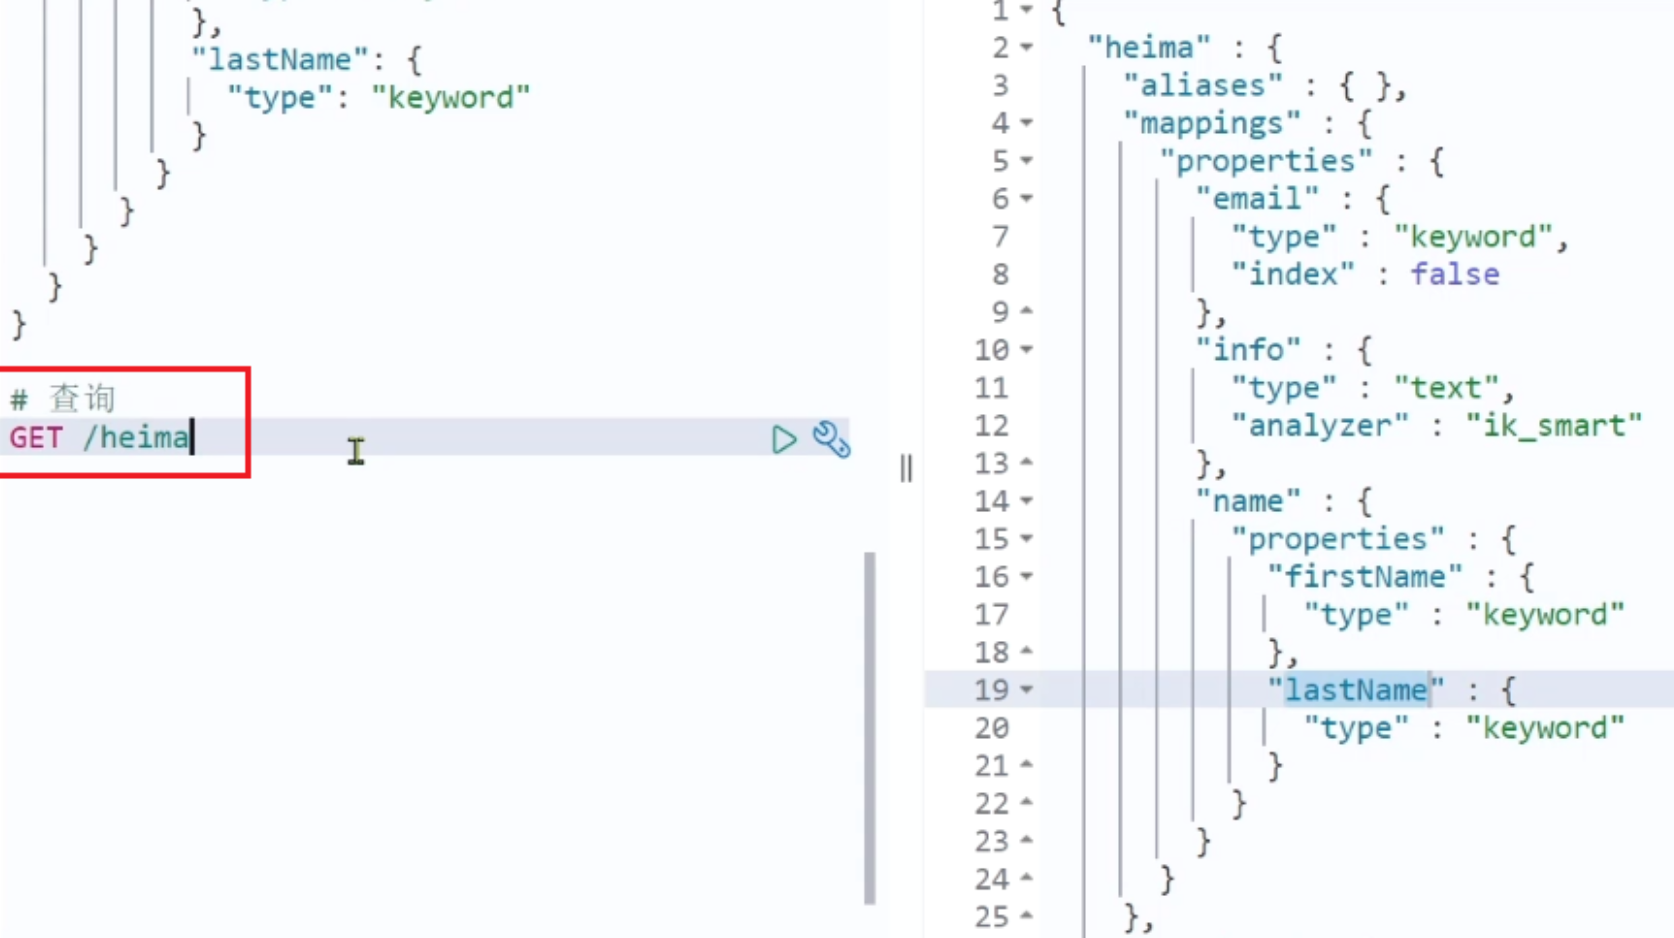 },
"lastName": {
"type": "keyword"
}
}
}
}
}
}
# 查询
GET /heima
1 {
2 "heima" : {
3 "aliases" : { },
4 "mappings" : {
5 "properties" : {
6 "email" : {
7 "type" : "keyword",
8 "index" : false
9 },
10 "info" : {
11 "type" : "text",
12 "analyzer" : "ik_smart"
13 },
14 "name" : {
15 "properties" : {
16 "firstName" : {
17 "type" : "keyword"
18 },
19 "lastName" : {
20 "type" : "keyword"
21 }
22 }
23 }
24 }
25 },